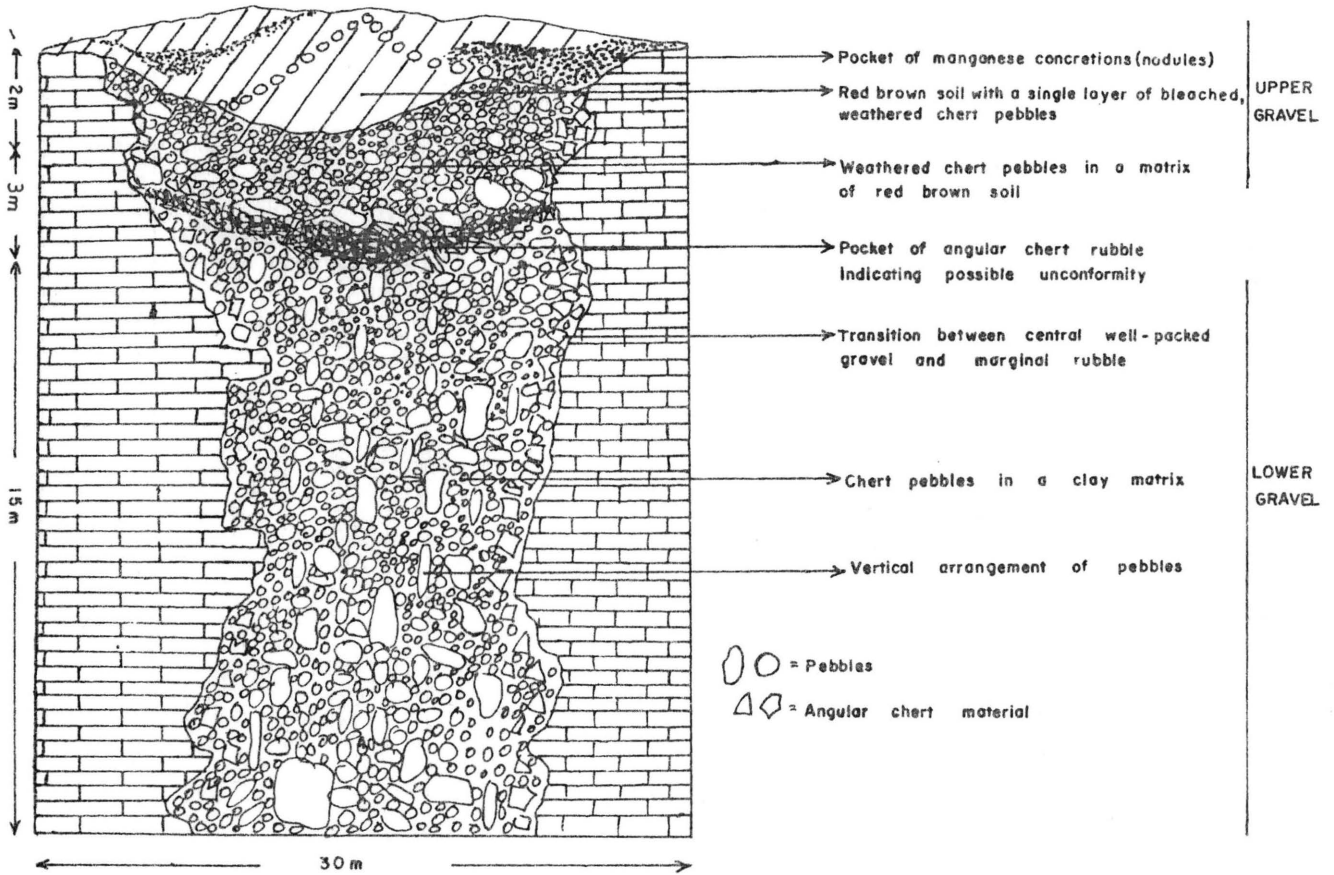 Pocket of manganese concretions (nodules)
Red brown soil with a single layer of bleached,
weathered chert pebbles
UPPER
GRAVEL
Weathered chert pebbles in a matrix
of red brown soil
Pocket of angular chert rubble
Indicating possible unconformity
Transition between central well-packed
gravel and marginal rubble
Chert pebbles in a clay matrix
LOWER
GRAVEL
Vertical arrangement of pebbles
= Pebbles
= Angular chert material
2m
3m
15m
30 m